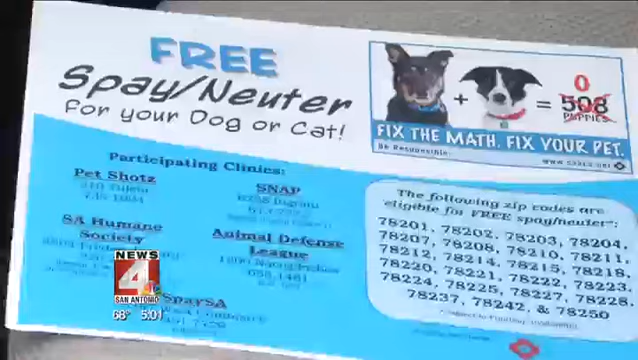 FREE
Spay/Neuter
for your Dog or Cat!
+ = 0
508
PUPPIES
FIX THE MATH. FIX YOUR PET.
Be Responsible.
Participating Clinics:
Pet Shotz
SNAP
SA Humane
Society
Animal Defense
League
SpaySA
The following zip codes are
eligible for FREE spay/neuter*:
78201, 78202, 78203, 78204,
78207, 78208, 78210, 78211,
78212, 78214, 78215, 78218,
78220, 78221, 78222, 78223,
78224, 78225, 78227, 78228,
78237, 78242, & 78250
NEWS
4
SAN ANTONIO
68° 5:01